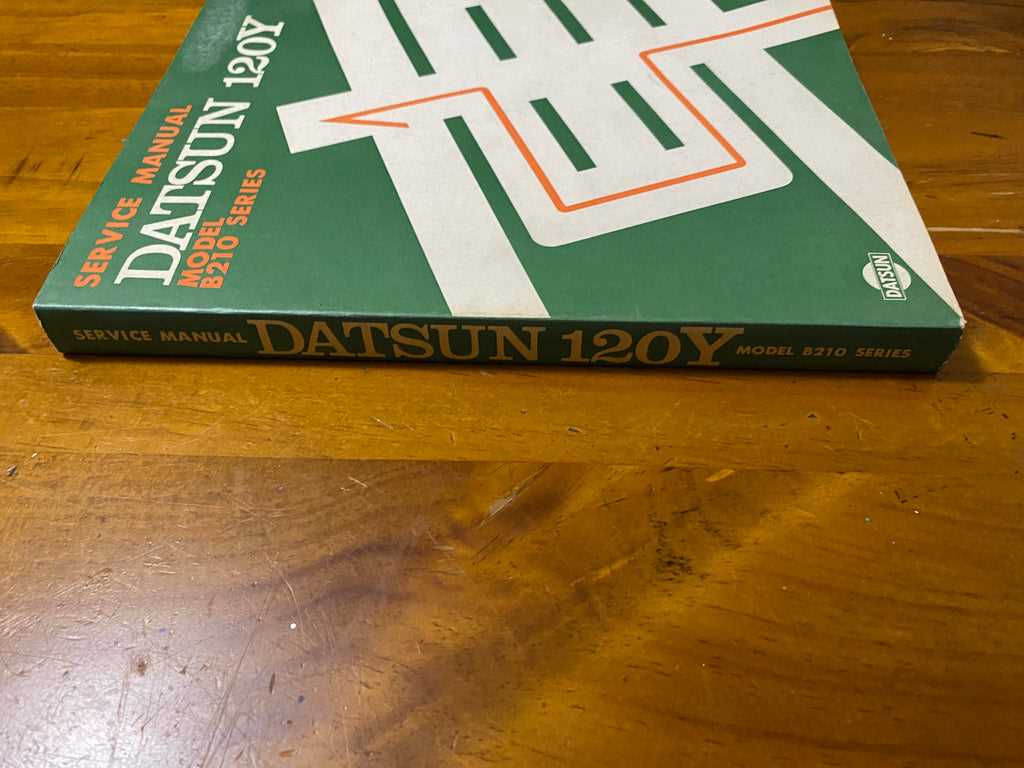 SERVICE MANUAL
DATSUN 120Y
MODEL
B210 SERIES
DATSUN
SERVICE MANUAL DATSUN 120Y MODEL B210 SERIES